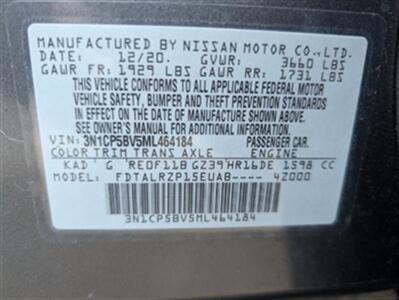 MANUFACTURED BY NISSAN MOTOR CO., LTD.
DATE: 12/20. GVWR: 3660 LBS
GAWR FR: 1929 LBS GAWR RR: 1731 LBS
THIS VEHICLE CONFORMS TO ALL APPLICABLE FEDERAL MOTOR
VEHICLE SAFETY, BUMPER, AND THEFT PREVENTION STANDARDS
IN EFFECT ON THE DATE OF MANUFACTURE SHOWN ABOVE.
SEE OWNER'S MANUAL FOR ADDITIONAL INFORMATION.
VIN: 3N1CP5BV5ML464184 PASSENGER CAR.
COLOR TRIM TRANS AXLE ENGINE
KAD G RE0F11B GZ39 HR16DE 1598 CC
MODEL: FDTALRZP15EUAB---- 4Z000
3N1CP5BV5ML464184